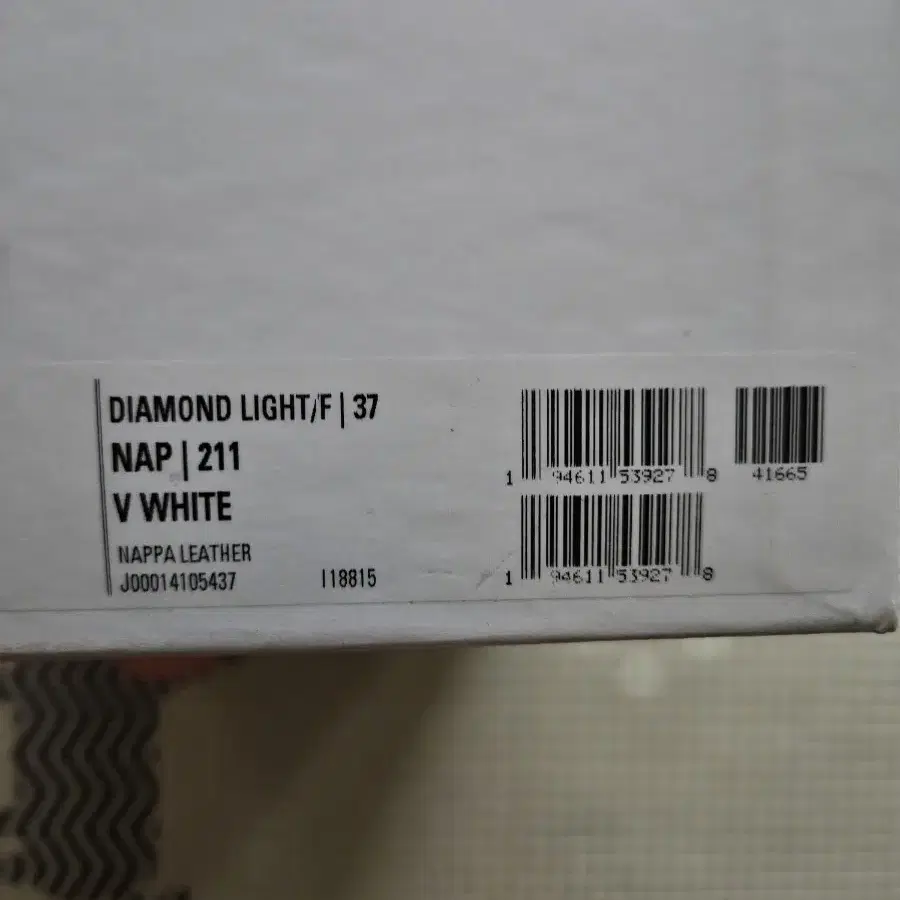 DIAMOND LIGHT/F | 37
NAP | 211
V WHITE
NAPPA LEATHER
J00014105437 I18815
1 94611 53927 8
41665
1 94611 53927 8